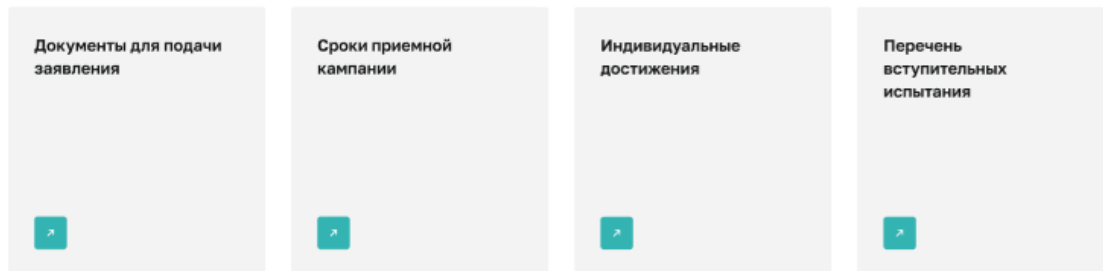 Документы для подачи
заявления
Сроки приемной
кампании
Индивидуальные
достижения
Перечень
вступительных
испытания